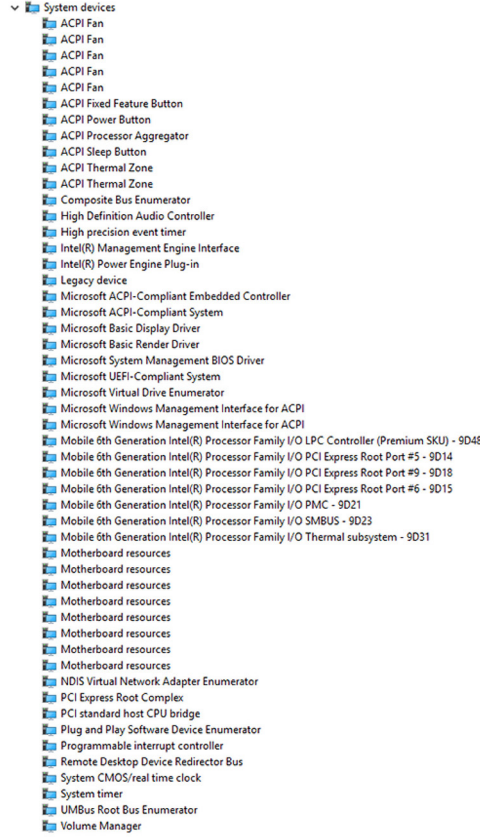 System devices
ACPI Fan
ACPI Fan
ACPI Fan
ACPI Fan
ACPI Fan
ACPI Fixed Feature Button
ACPI Power Button
ACPI Processor Aggregator
ACPI Sleep Button
ACPI Thermal Zone
ACPI Thermal Zone
Composite Bus Enumerator
High Definition Audio Controller
High precision event timer
Intel(R) Management Engine Interface
Intel(R) Power Engine Plug-in
Legacy device
Microsoft ACPI-Compliant Embedded Controller
Microsoft ACPI-Compliant System
Microsoft Basic Display Driver
Microsoft Basic Render Driver
Microsoft System Management BIOS Driver
Microsoft UEFI-Compliant System
Microsoft Virtual Drive Enumerator
Microsoft Windows Management Interface for ACPI
Microsoft Windows Management Interface for ACPI
Mobile 6th Generation Intel(R) Processor Family I/O LPC Controller (Premium SKU) - 9D48
Mobile 6th Generation Intel(R) Processor Family I/O PCI Express Root Port #5 - 9D14
Mobile 6th Generation Intel(R) Processor Family I/O PCI Express Root Port #9 - 9D18
Mobile 6th Generation Intel(R) Processor Family I/O PCI Express Root Port #6 - 9D15
Mobile 6th Generation Intel(R) Processor Family I/O PMC - 9D21
Mobile 6th Generation Intel(R) Processor Family I/O SMBUS - 9D23
Mobile 6th Generation Intel(R) Processor Family I/O Thermal subsystem - 9D31
Motherboard resources
Motherboard resources
Motherboard resources
Motherboard resources
Motherboard resources
Motherboard resources
Motherboard resources
Motherboard resources
NDIS Virtual Network Adapter Enumerator
PCI Express Root Complex
PCI standard host CPU bridge
Plug and Play Software Device Enumerator
Programmable interrupt controller
Remote Desktop Device Redirector Bus
System CMOS/real time clock
System timer
UMBus Root Bus Enumerator
Volume Manager